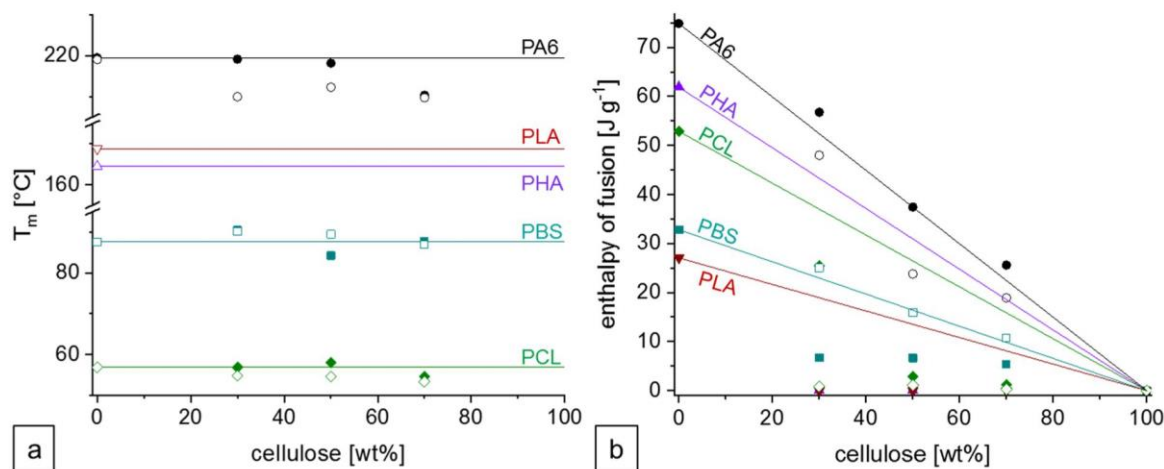 220
160
80
60
T_m [°C]
PA6
PLA
PHA
PBS
PCL
0 20 40 60 80 100
cellulose [wt%]
a
70
60
50
40
30
20
10
0
enthalpy of fusion [J g⁻¹]
PA6
PHA
PCL
PBS
PLA
0 20 40 60 80 100
cellulose [wt%]
b